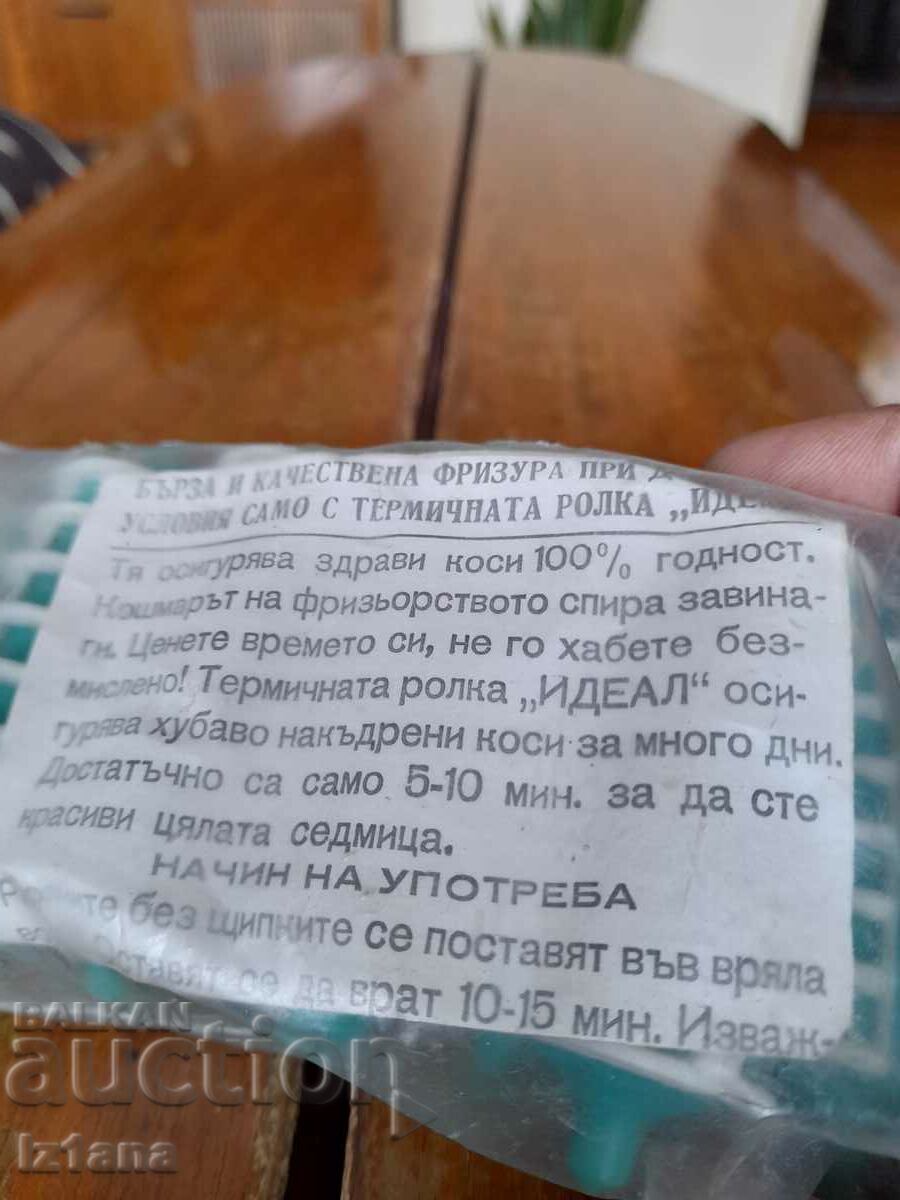 БЪРЗА И КАЧЕСТВЕНА ФРИЗУРА ПРИ
УСЛОВИЯ САМО С ТЕРМИЧНАТА РОЛКА „ИДЕ
Тя осигурява здрави коси 100% годност.
Кошмарът на фризьорството спира завина-
ги. Ценете времето си, не го хабете без-
мислено! Термичната ролка „ИДЕАЛ“ оси-
гурява хубаво накъдрени коси за много дни.
Достатъчно са само 5-10 мин. за да сте
красиви цялата седмица.
НАЧИН НА УПОТРЕБА
без щипките се поставят във вряла
Оставят се да врат 10-15 мин. Изваж-
BALKAN
auction
iz1ana